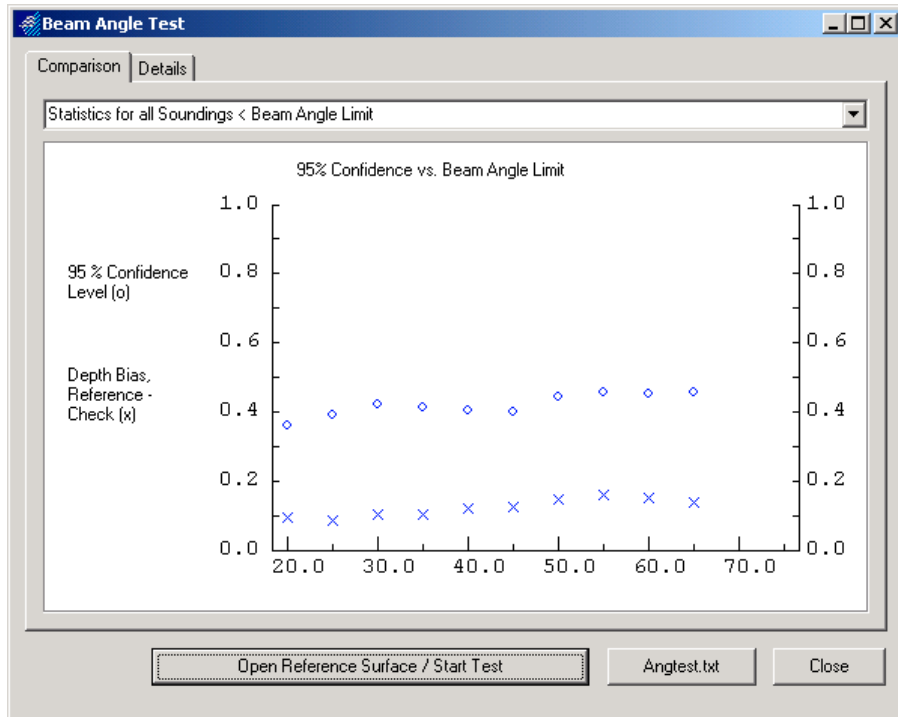 Beam Angle Test
Comparison
Details
Statistics for all Soundings < Beam Angle Limit
95% Confidence vs. Beam Angle Limit
95 % Confidence
Level (o)
Depth Bias,
Reference -
Check (x)
1.0
0.8
0.6
0.4
0.2
0.0
1.0
0.8
0.6
0.4
0.2
0.0
20.0 30.0 40.0 50.0 60.0 70.0
Open Reference Surface / Start Test
Angtest.txt
Close